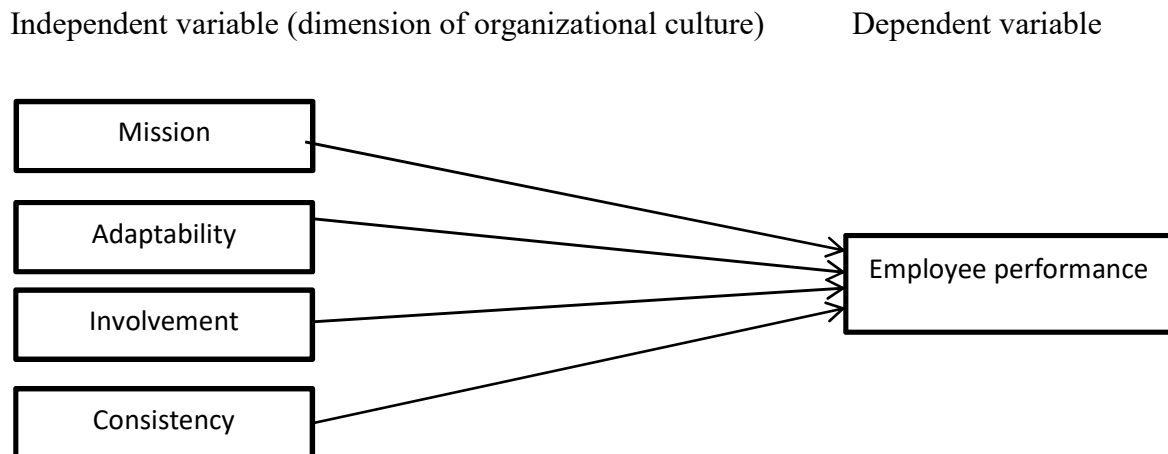 Independent variable (dimension of organizational culture) Dependent variable
Mission
Adaptability
Employee performance
Involvement
Consistency